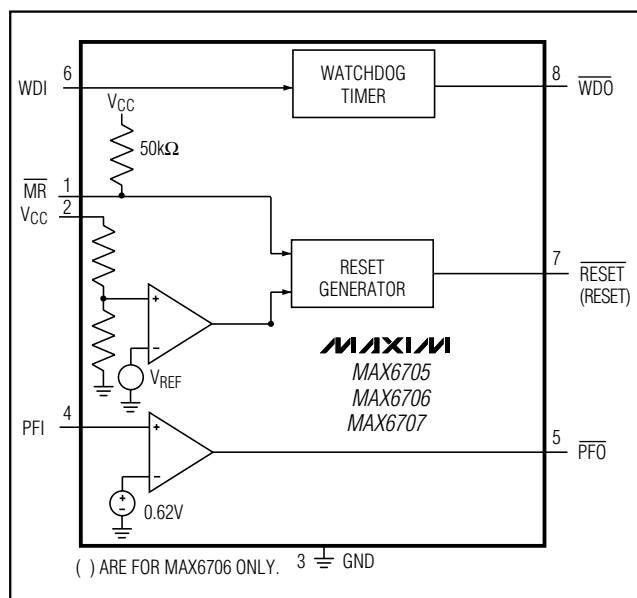 WDI
6
WATCHDOG
TIMER
8
WDO
VCC
50kΩ
MR
1
VCC
2
RESET
GENERATOR
7
RESET
(RESET)
+
−
VREF
MAXIM
MAX6705
MAX6706
MAX6707
PFI
4
+
−
5
PFO
+
−
0.62V
( ) ARE FOR MAX6706 ONLY.
3
GND